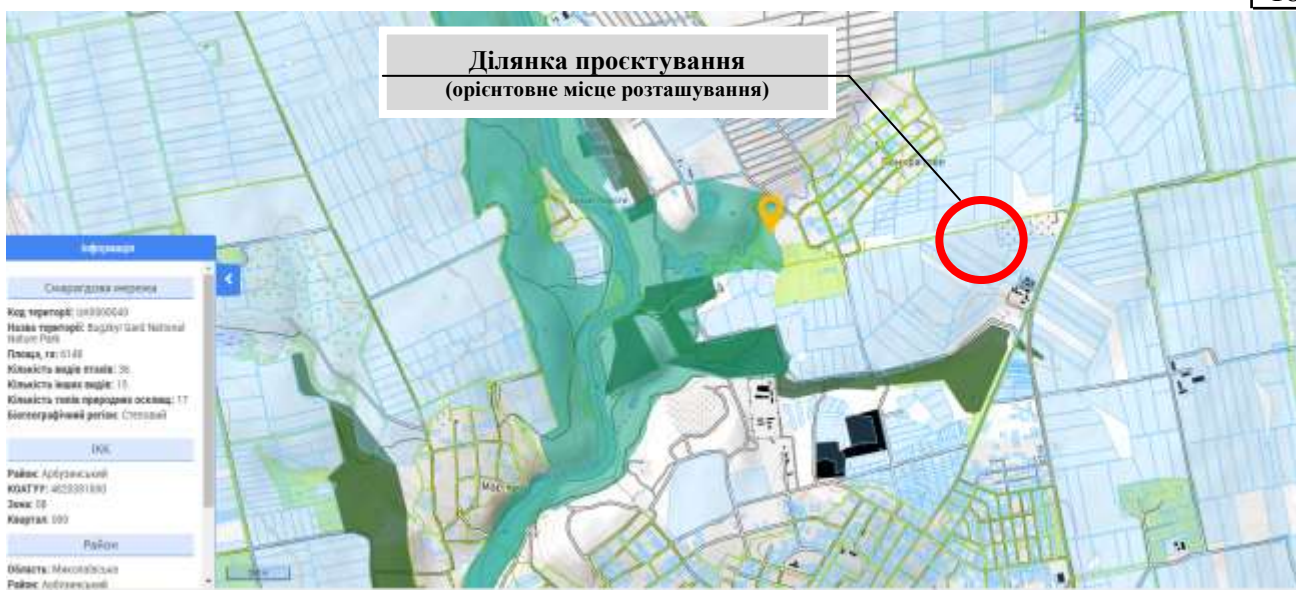 Ділянка проєктування
(орієнтовне місце розташування)
Інформація
Смарагдова мережа
Код території: UA0000040
Назва території: Buzkyi Gard National
Nature Park
Площа, га: 6148
Кількість видів птахів: 36
Кількість інших видів: 15
Кількість типів природних оселищ: 17
Біогеографічний регіон: Степовий
ІКК
Район: Арбузинський
Зона: 08
Квартал: 000
Район
Область: Миколаївська
Район: Арбузинський